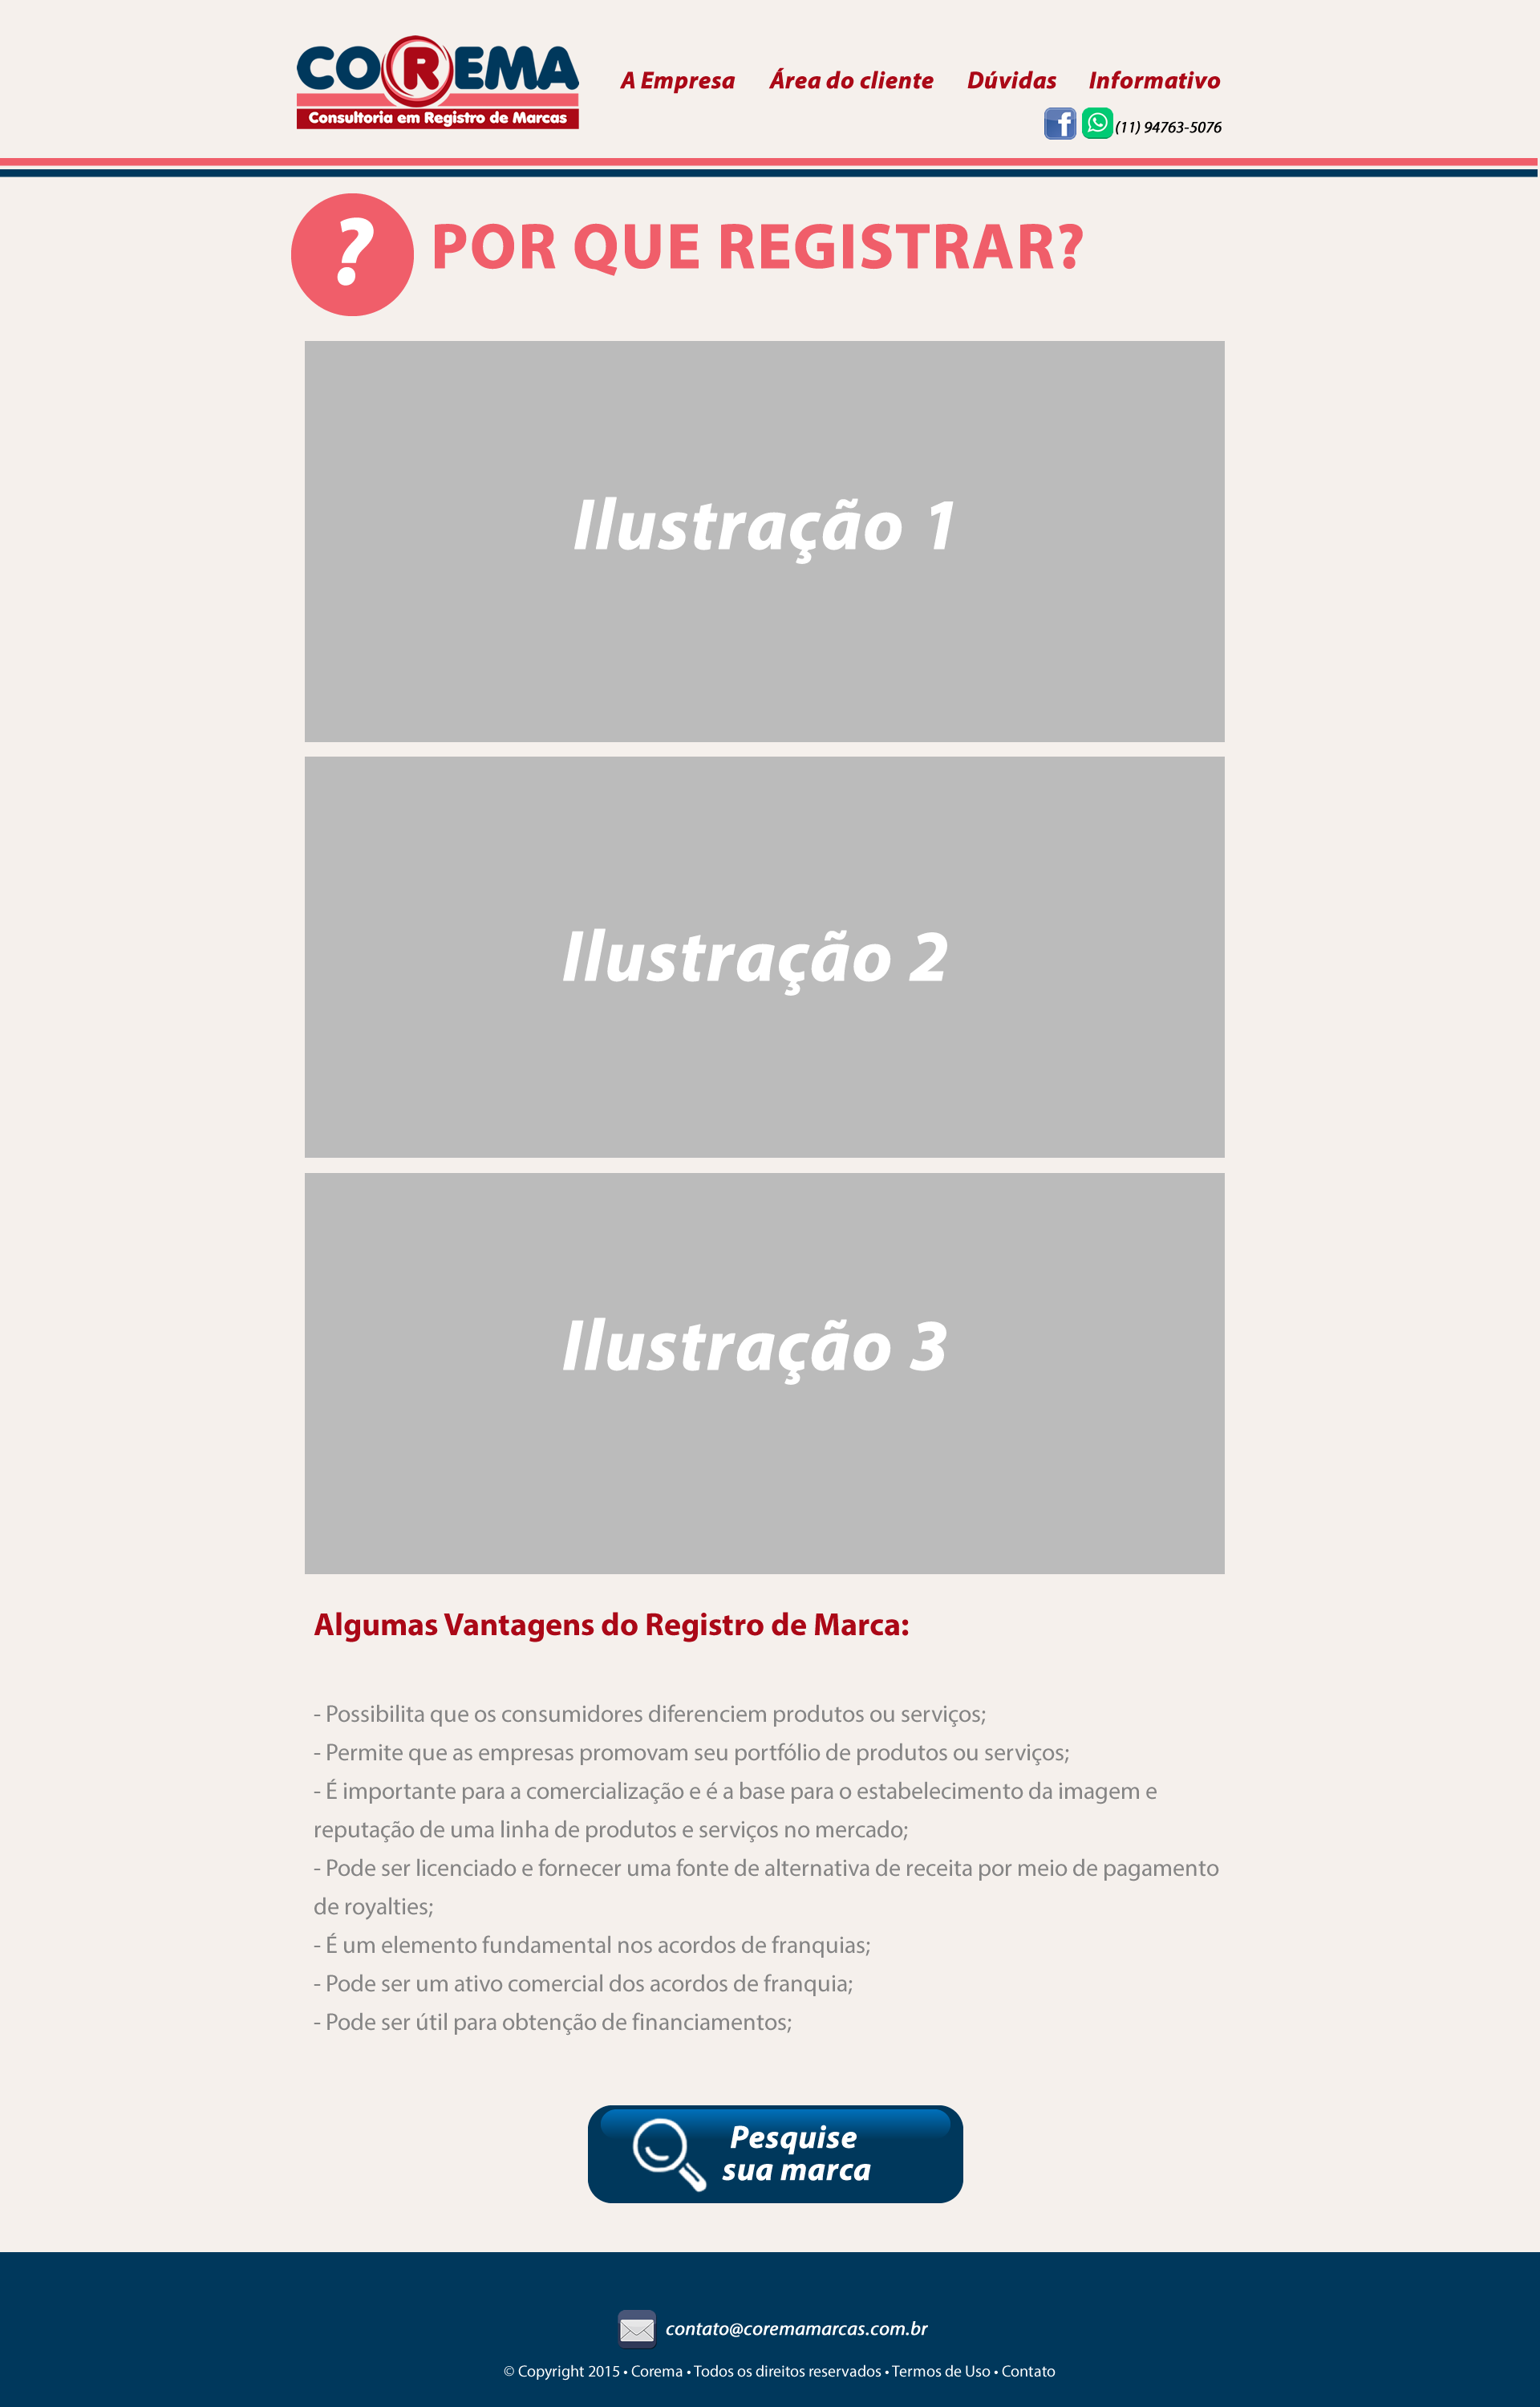 COREMA
Consultoria em Registro de Marcas
A Empresa Área do cliente Dúvidas Informativo
(11) 94763-5076
? POR QUE REGISTRAR?
Ilustração 1
Ilustração 2
Ilustração 3
Algumas Vantagens do Registro de Marca:
- Possibilita que os consumidores diferenciem produtos ou serviços;
- Permite que as empresas promovam seu portfólio de produtos ou serviços;
- É importante para a comercialização e é a base para o estabelecimento da imagem e
reputação de uma linha de produtos e serviços no mercado;
- Pode ser licenciado e fornecer uma fonte de alternativa de receita por meio de pagamento
de royalties;
- É um elemento fundamental nos acordos de franquias;
- Pode ser um ativo comercial dos acordos de franquia;
- Pode ser útil para obtenção de financiamentos;
Pesquise
sua marca
contato@coremamarcas.com.br
© Copyright 2015 • Corema • Todos os direitos reservados • Termos de Uso • Contato